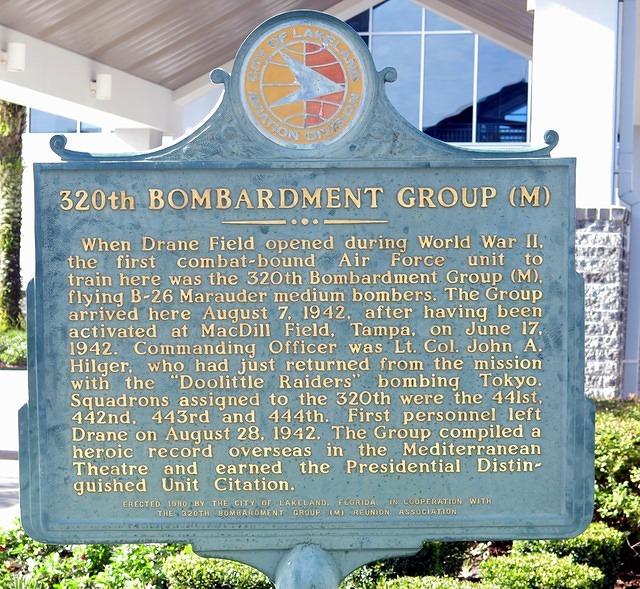 CITY OF LAKELAND
AVIATION DIVISION
320th BOMBARDMENT GROUP (M)
When Drane Field opened during World War II,
the first combat-bound Air Force unit to
train here was the 320th Bombardment Group (M),
flying B-26 Marauder medium bombers. The Group
arrived here August 7, 1942, after having been
activated at MacDill Field, Tampa, on June 17,
1942. Commanding Officer was Lt. Col. John A.
Hilger, who had just returned from the mission
with the "Doolittle Raiders" bombing Tokyo.
Squadrons assigned to the 320th were the 441st,
442nd, 443rd and 444th. First personnel left
Drane on August 28, 1942. The Group compiled a
heroic record overseas in the Mediterranean
Theatre and earned the Presidential Distin-
guished Unit Citation.
ERECTED 1980 BY THE CITY OF LAKELAND, FLORIDA, IN COOPERATION WITH
THE 320TH BOMBARDMENT GROUP (M) REUNION ASSOCIATION